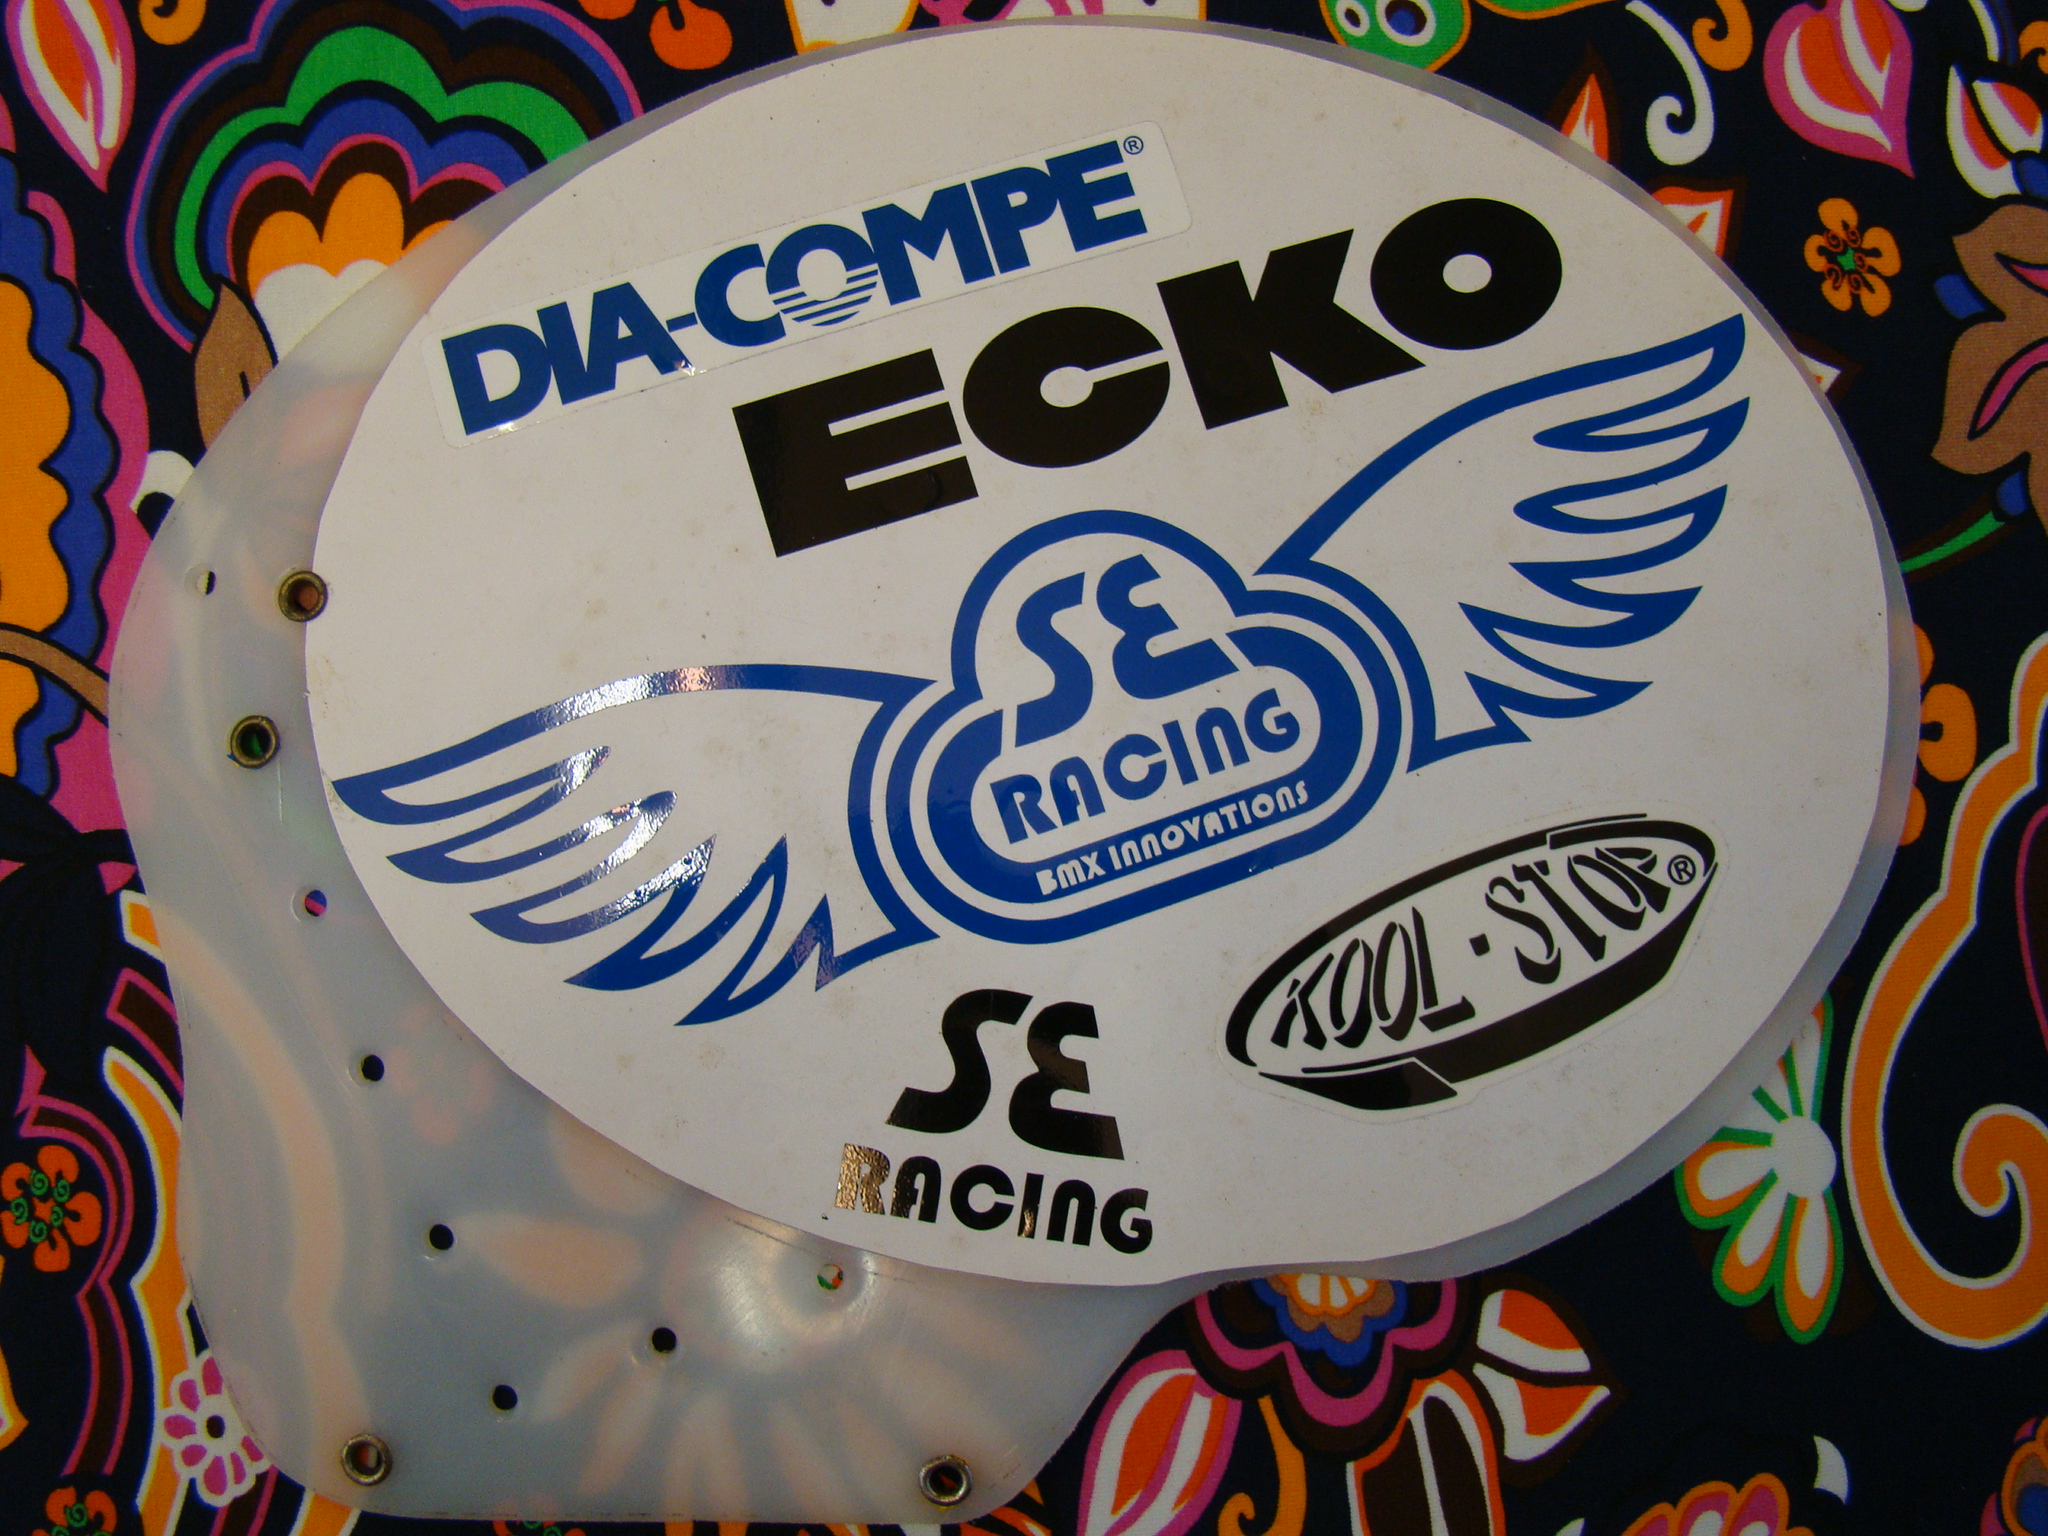 DIA-COMPE®
ECKO
SE
RACING
BMX INNOVATIONS
KOOL-STOP®
SE
RACING